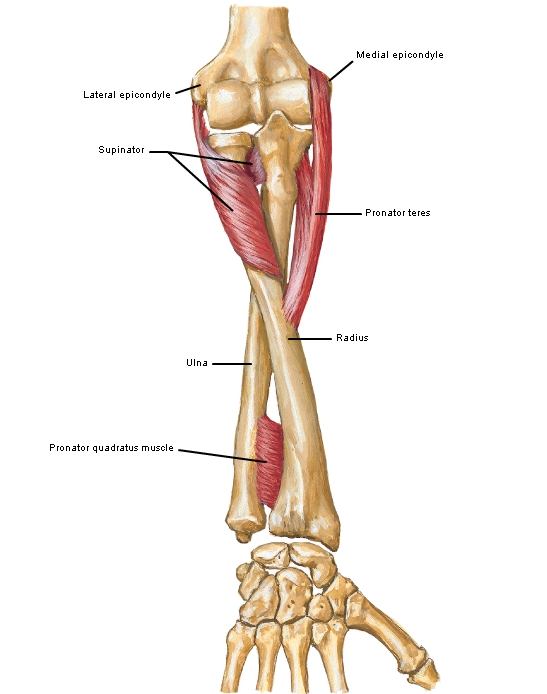 Medial epicondyle
Lateral epicondyle
Supinator
Pronator teres
Radius
Ulna
Pronator quadratus muscle